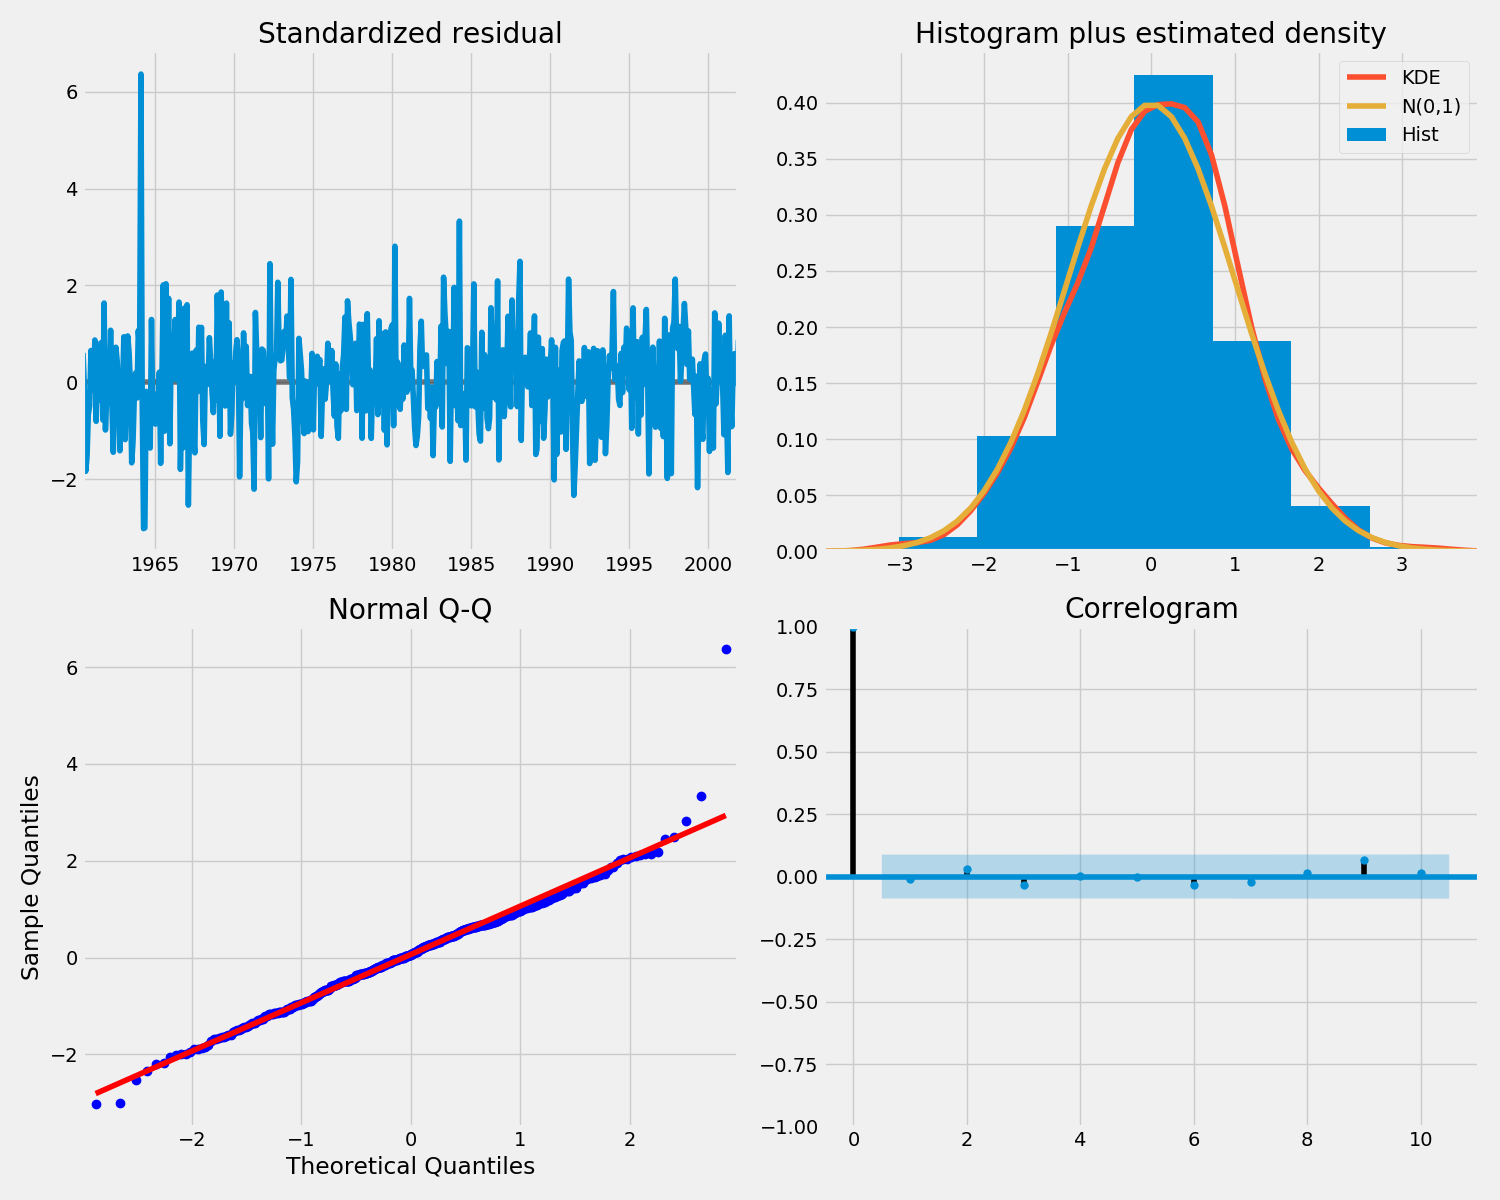 Standardized residual
6
4
2
0
−2
1965 1970 1975 1980 1985 1990 1995 2000
Histogram plus estimated density
KDE
N(0,1)
Hist
0.40
0.35
0.30
0.25
0.20
0.15
0.10
0.05
0.00
−3 −2 −1 0 1 2 3
Normal Q-Q
Sample Quantiles
6
4
2
0
−2
−2 −1 0 1 2
Theoretical Quantiles
Correlogram
1.00
0.75
0.50
0.25
0.00
−0.25
−0.50
−0.75
−1.00
0 2 4 6 8 10